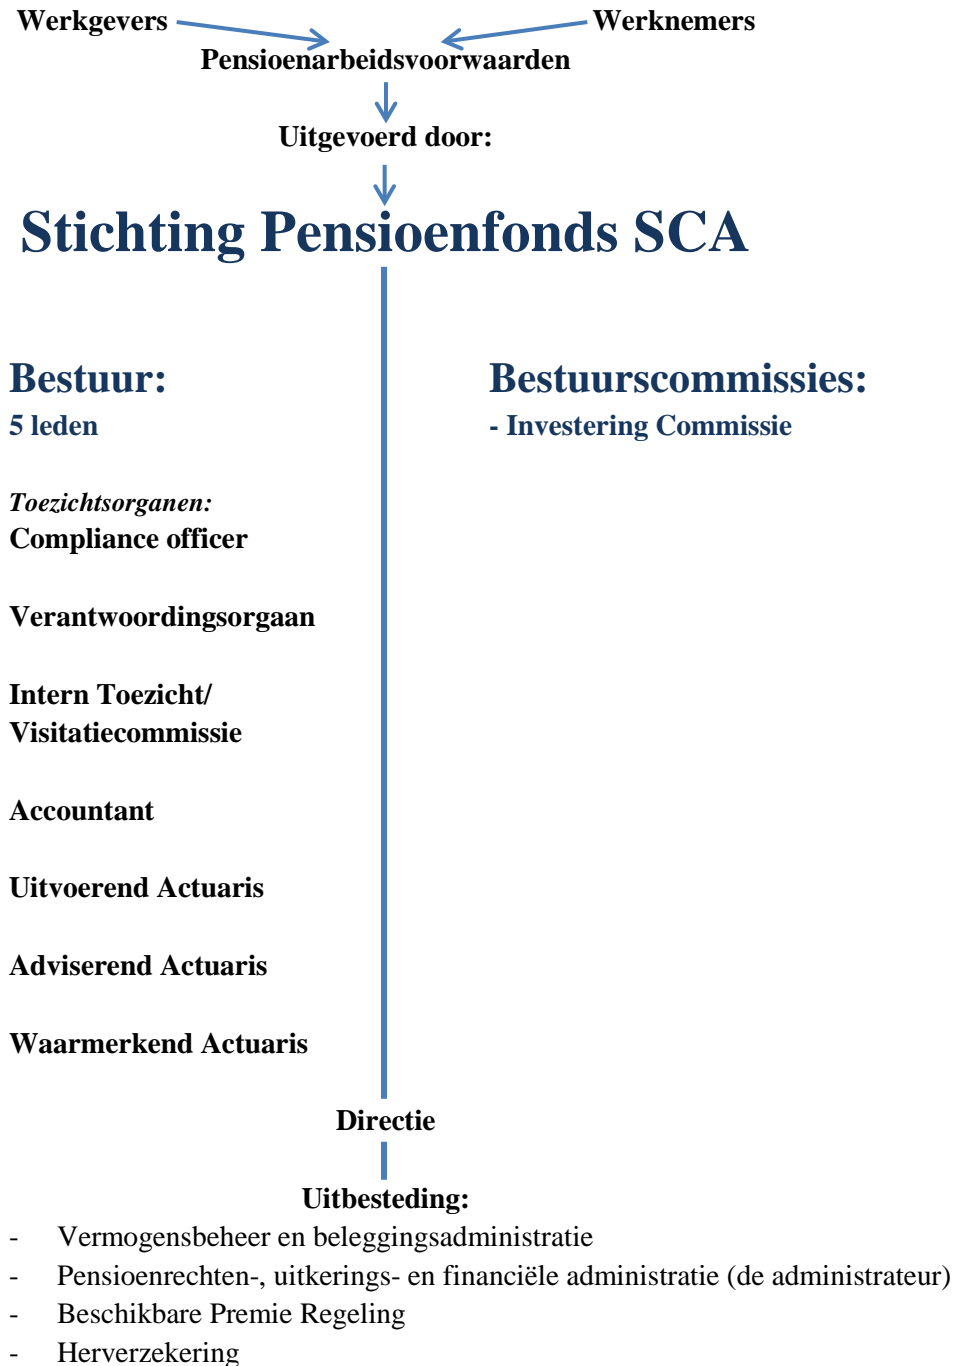 Werkgevers Werknemers
Pensioenarbeidsvoorwaarden
Uitgevoerd door:
Stichting Pensioenfonds SCA
Bestuur: Bestuurscommissies:
5 leden - Investering Commissie
Toezichtsorganen:
Compliance officer
Verantwoordingsorgaan
Intern Toezicht/
Visitatiecommissie
Accountant
Uitvoerend Actuaris
Adviserend Actuaris
Waarmerkend Actuaris
Directie
Uitbesteding:
- Vermogensbeheer en beleggingsadministratie
- Pensioenrechten-, uitkerings- en financiële administratie (de administrateur)
- Beschikbare Premie Regeling
- Herverzekering